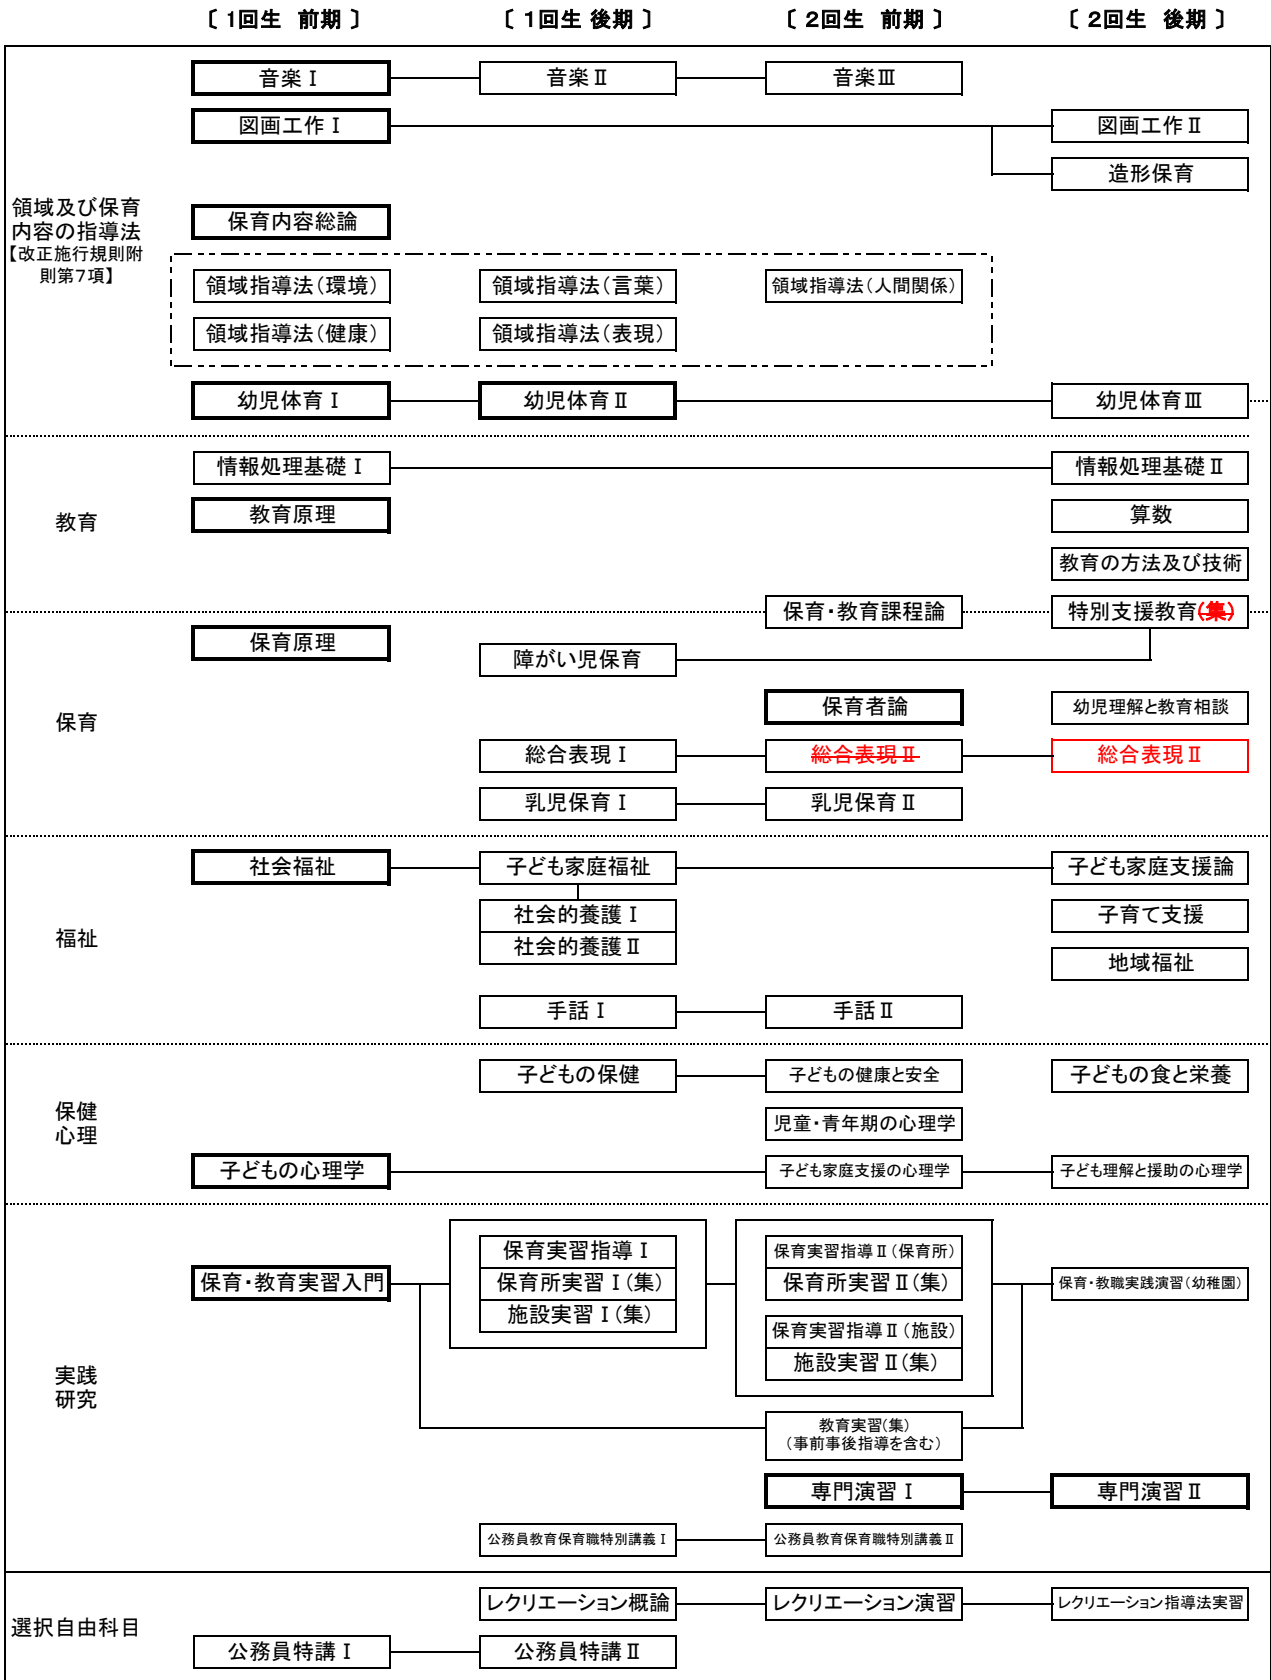 〔 1回生 前期 〕 〔 1回生 後期 〕 〔 2回生 前期 〕 〔 2回生 後期 〕
音楽Ⅰ 音楽Ⅱ 音楽Ⅲ
図画工作Ⅰ 図画工作Ⅱ
造形保育
領域及び保育
内容の指導法
【改正施行規則附
則第7項】
保育内容総論
領域指導法(環境) 領域指導法(言葉) 領域指導法(人間関係)
領域指導法(健康) 領域指導法(表現)
幼児体育Ⅰ 幼児体育Ⅱ 幼児体育Ⅲ
教育
情報処理基礎Ⅰ 情報処理基礎Ⅱ
教育原理 算数
教育の方法及び技術
保育・教育課程論 特別支援教育(集)
保育
保育原理
障がい児保育
保育者論 幼児理解と教育相談
総合表現Ⅰ 総合表現Ⅱ 総合表現Ⅱ
乳児保育Ⅰ 乳児保育Ⅱ
福祉
社会福祉 子ども家庭福祉 子ども家庭支援論
社会的養護Ⅰ 子育て支援
社会的養護Ⅱ
地域福祉
手話Ⅰ 手話Ⅱ
保健
心理
子どもの保健 子どもの健康と安全 子どもの食と栄養
児童・青年期の心理学
子どもの心理学 子ども家庭支援の心理学 子ども理解と援助の心理学
実践
研究
保育・教育実習入門
保育実習指導Ⅰ 保育実習指導Ⅱ(保育所)
保育所実習Ⅰ(集) 保育所実習Ⅱ(集) 保育・教職実践演習(幼稚園)
施設実習Ⅰ(集)
保育実習指導Ⅱ(施設)
施設実習Ⅱ(集)
教育実習(集)
(事前事後指導を含む)
専門演習Ⅰ 専門演習Ⅱ
公務員教育保育職特別講義Ⅰ 公務員教育保育職特別講義Ⅱ
選択自由科目
レクリエーション概論 レクリエーション演習 レクリエーション指導法実習
公務員特講Ⅰ 公務員特講Ⅱ